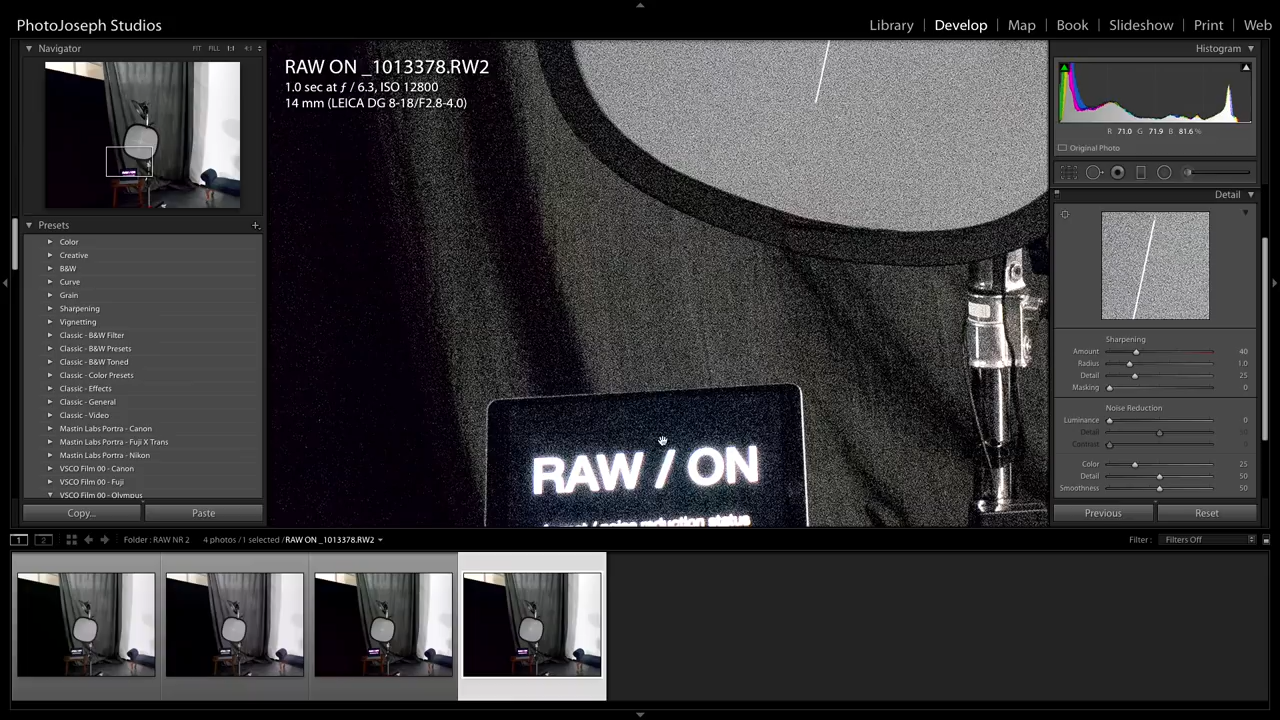 PhotoJoseph Studios
Library | Develop | Map | Book | Slideshow | Print | Web
Navigator FIT FILL 1:1 4:1
Histogram
RAW ON _1013378.RW2
1.0 sec at ƒ / 6.3, ISO 12800
14 mm (LEICA DG 8-18/F2.8-4.0)
R 71.0 G 71.9 B 81.6 %
Original Photo
Detail
Presets
Color
Creative
B&W
Curve
Grain
Sharpening
Vignetting
Classic - B&W Filter
Classic - B&W Presets
Classic - B&W Toned
Classic - Color Presets
Classic - Effects
Classic - General
Classic - Video
Mastin Labs Portra - Canon
Mastin Labs Portra - Fuji X Trans
Mastin Labs Portra - Nikon
VSCO Film 00 - Canon
VSCO Film 00 - Fuji
VSCO Film 00 - Olympus
Copy... Paste
RAW / ON
/ noise reduction status
Sharpening
Amount 40
Radius 1.0
Detail 25
Masking 0
Noise Reduction
Luminance 0
Detail
Contrast
Color 25
Detail 50
Smoothness 50
Previous Reset
1 2 Folder : RAW NR 2 4 photos / 1 selected / RAW ON _1013378.RW2
Filter : Filters Off